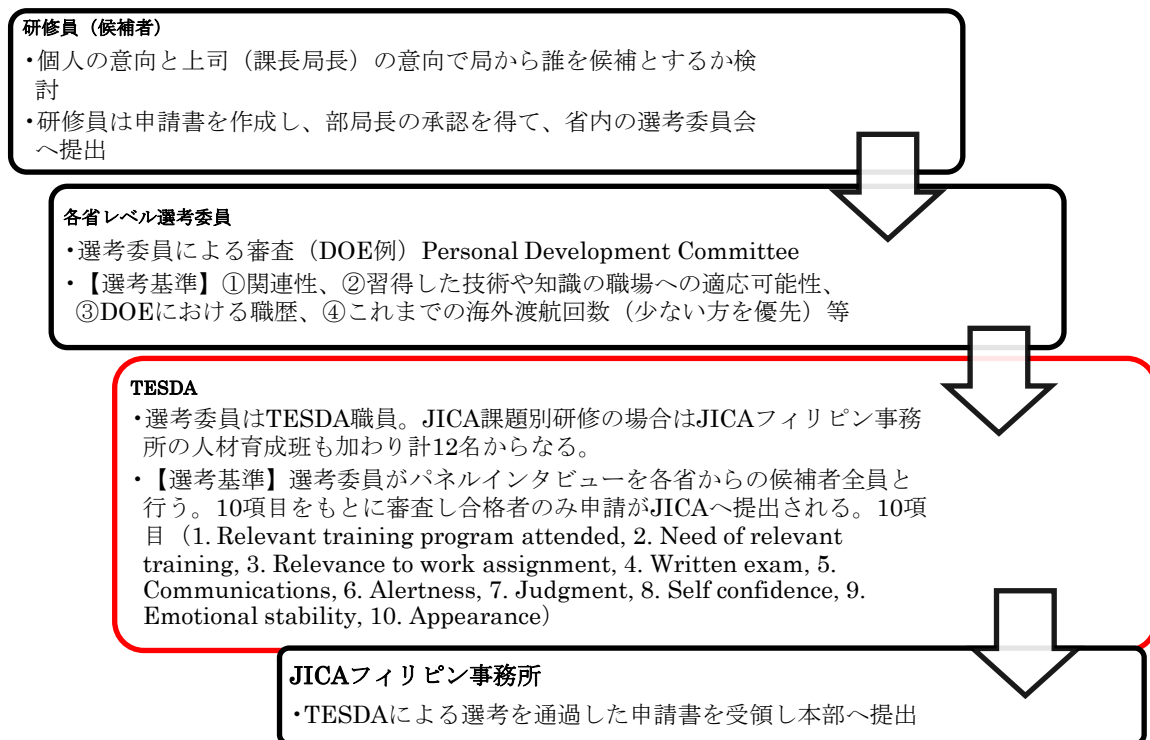 研修員（候補者）
・個人の意向と上司（課長局長）の意向で局から誰を候補とするか検
討
・研修員は申請書を作成し、部局長の承認を得て、省内の選考委員会
へ提出
各省レベル選考委員
・選考委員による審査（DOE例）Personal Development Committee
・【選考基準】①関連性、②習得した技術や知識の職場への適応可能性、
③DOEにおける職歴、④これまでの海外渡航回数（少ない方を優先）等
TESDA
・選考委員はTESDA職員。JICA課題別研修の場合はJICAフィリピン事務
所の人材育成班も加わり計12名からなる。
・【選考基準】選考委員がパネルインタビューを各省からの候補者全員と
行う。10項目をもとに審査し合格者のみ申請がJICAへ提出される。10項
目（1. Relevant training program attended, 2. Need of relevant
training, 3. Relevance to work assignment, 4. Written exam, 5.
Communications, 6. Alertness, 7. Judgment, 8. Self confidence, 9.
Emotional stability, 10. Appearance）
JICAフィリピン事務所
・TESDAによる選考を通過した申請書を受領し本部へ提出